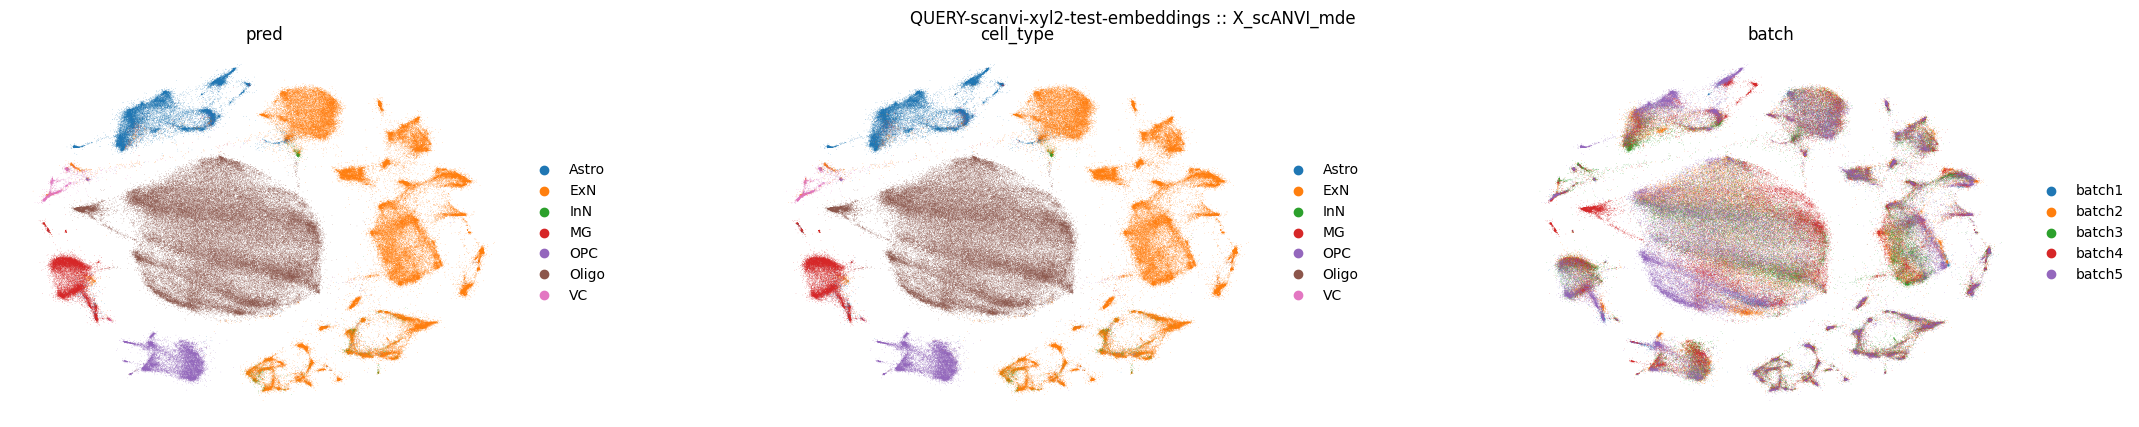 QUERY-scanvi-xyl2-test-embeddings :: X_scANVI_mde
pred
Astro
ExN
InN
MG
OPC
Oligo
VC
cell_type
Astro
ExN
InN
MG
OPC
Oligo
VC
batch
batch1
batch2
batch3
batch4
batch5